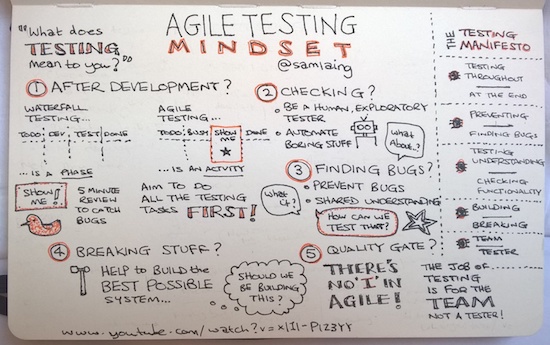 "What does
TESTING
mean to you?"
AGILE TESTING
MINDSET
@samlaing
1 AFTER DEVELOPMENT?
WATERFALL
TESTING...
TODO DEV TEST DONE
... IS A PHASE
AGILE
TESTING...
TODO BUSY SHOW ME DONE
... IS AN ACTIVITY
SHOW
ME!
5 MINUTE
REVIEW
TO CATCH
BUGS
AIM TO DO
ALL THE TESTING
TASKS FIRST!
2 CHECKING?
BE A HUMAN, EXPLORATORY
TESTER
AUTOMATE
BORING STUFF
What
About..?
3 FINDING BUGS?
PREVENT BUGS
SHARED UNDERSTANDING
What
if?
HOW CAN WE
TEST THAT?
4 BREAKING STUFF?
HELP TO BUILD THE
BEST POSSIBLE
SYSTEM...
SHOULD WE
BE BUILDING
THIS?
5 QUALITY GATE?
THERE'S
NO 'I' IN
AGILE!
THE JOB OF
TESTING
IS FOR THE
TEAM
NOT A TESTER!
THE TESTING
MANIFESTO
TESTING
THROUGHOUT
AT THE END
PREVENTING
FINDING BUGS
TESTING
UNDERSTANDING
CHECKING
FUNCTIONALITY
BUILDING
BREAKING
TEAM
TESTER